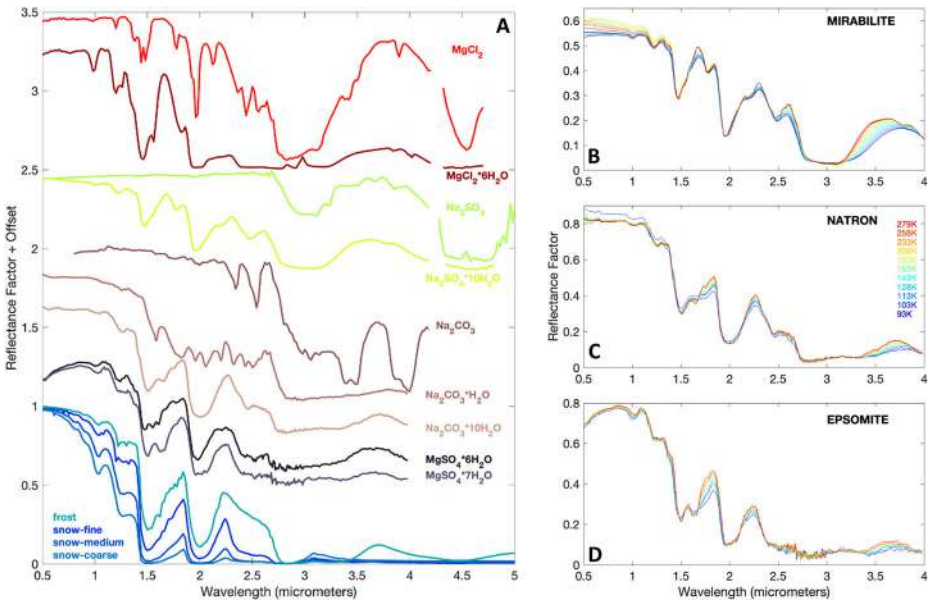 A
3.5
3
2.5
2
1.5
1
0.5
0
Reflectance Factor + Offset
MgCl₂
MgCl₂*6H₂O
Na₂SO₄
Na₂SO₄*10H₂O
Na₂CO₃
Na₂CO₃*H₂O
Na₂CO₃*10H₂O
MgSO₄*6H₂O
MgSO₄*7H₂O
frost
snow-fine
snow-medium
snow-coarse
0.5 1 1.5 2 2.5 3 3.5 4 4.5 5
Wavelength (micrometers)
MIRABILITE
0.6
0.5
0.4
0.3
0.2
0.1
0
B
0.5 1 1.5 2 2.5 3 3.5 4
NATRON
0.8
0.6
0.4
0.2
0
Reflectance Factor
279K
258K
233K
143K
128K
113K
103K
93K
C
0.5 1 1.5 2 2.5 3 3.5 4
EPSOMITE
0.8
0.6
0.4
0.2
0
D
0.5 1 1.5 2 2.5 3 3.5 4
Wavelength (micrometers)